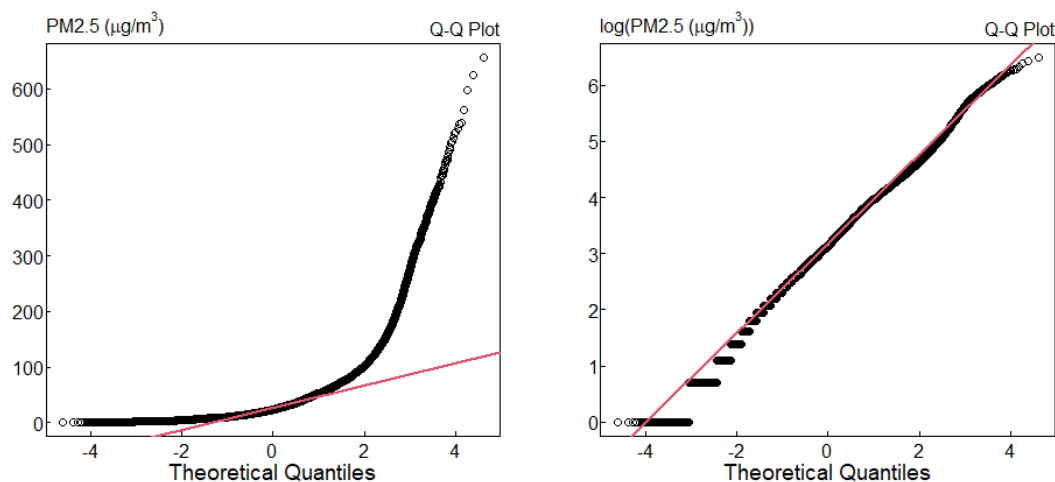 PM2.5 (μg/m³) Q-Q Plot
600
500
400
300
200
100
0
-4 -2 0 2 4
Theoretical Quantiles
log(PM2.5 (μg/m³)) Q-Q Plot
6
5
4
3
2
1
0
-4 -2 0 2 4
Theoretical Quantiles